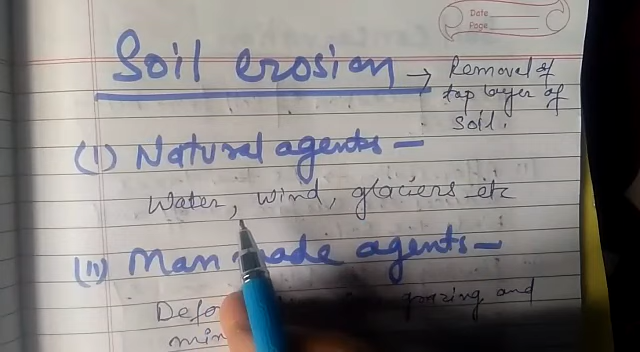 Date
Page
Soil erosion → Removal of
top layer of
soil.
(i) Natural agents –
Water, wind, glaciers etc
(ii) Man made agents –
grazing and